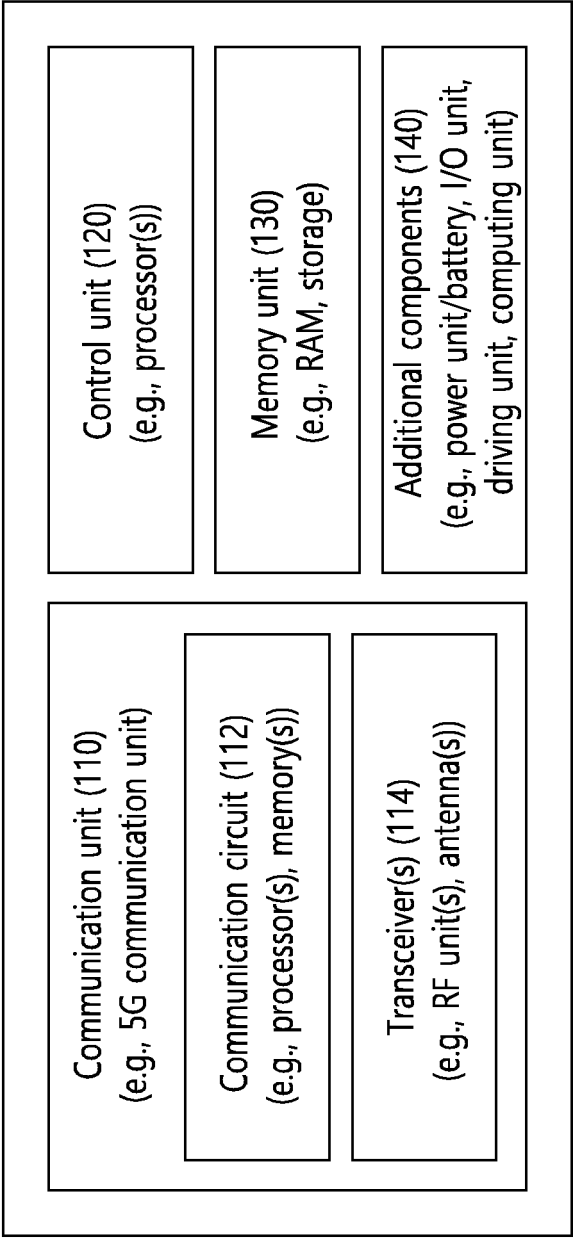 Communication unit (110)
(e.g., 5G communication unit)
Communication circuit (112)
(e.g., processor(s), memory(s))
Transceiver(s) (114)
(e.g., RF unit(s), antenna(s))
Control unit (120)
(e.g., processor(s))
Memory unit (130)
(e.g., RAM, storage)
Additional components (140)
(e.g., power unit/battery, I/O unit,
driving unit, computing unit)